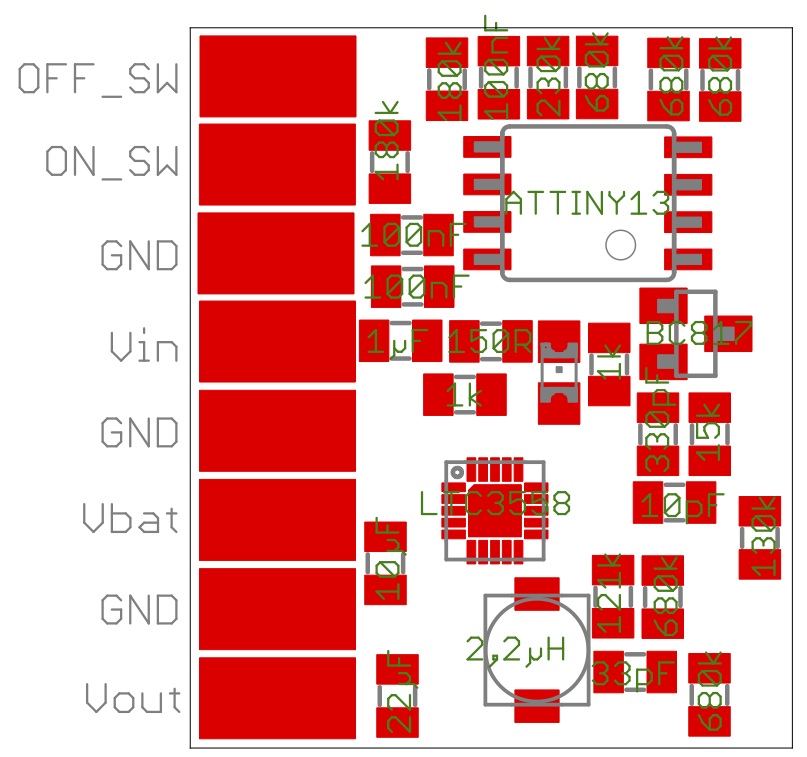 OFF_SW
180k
100nF
230k
680k
680k
680k
ON_SW
180k
ATTINY13
GND
100nF
100nF
Vin
1µF
150R
1k
BC817
1k
GND
330pF
15k
Vbat
LTC3558
10pF
130k
10µF
GND
121k
680k
2,2µH
33pF
Vout
22µF
680k